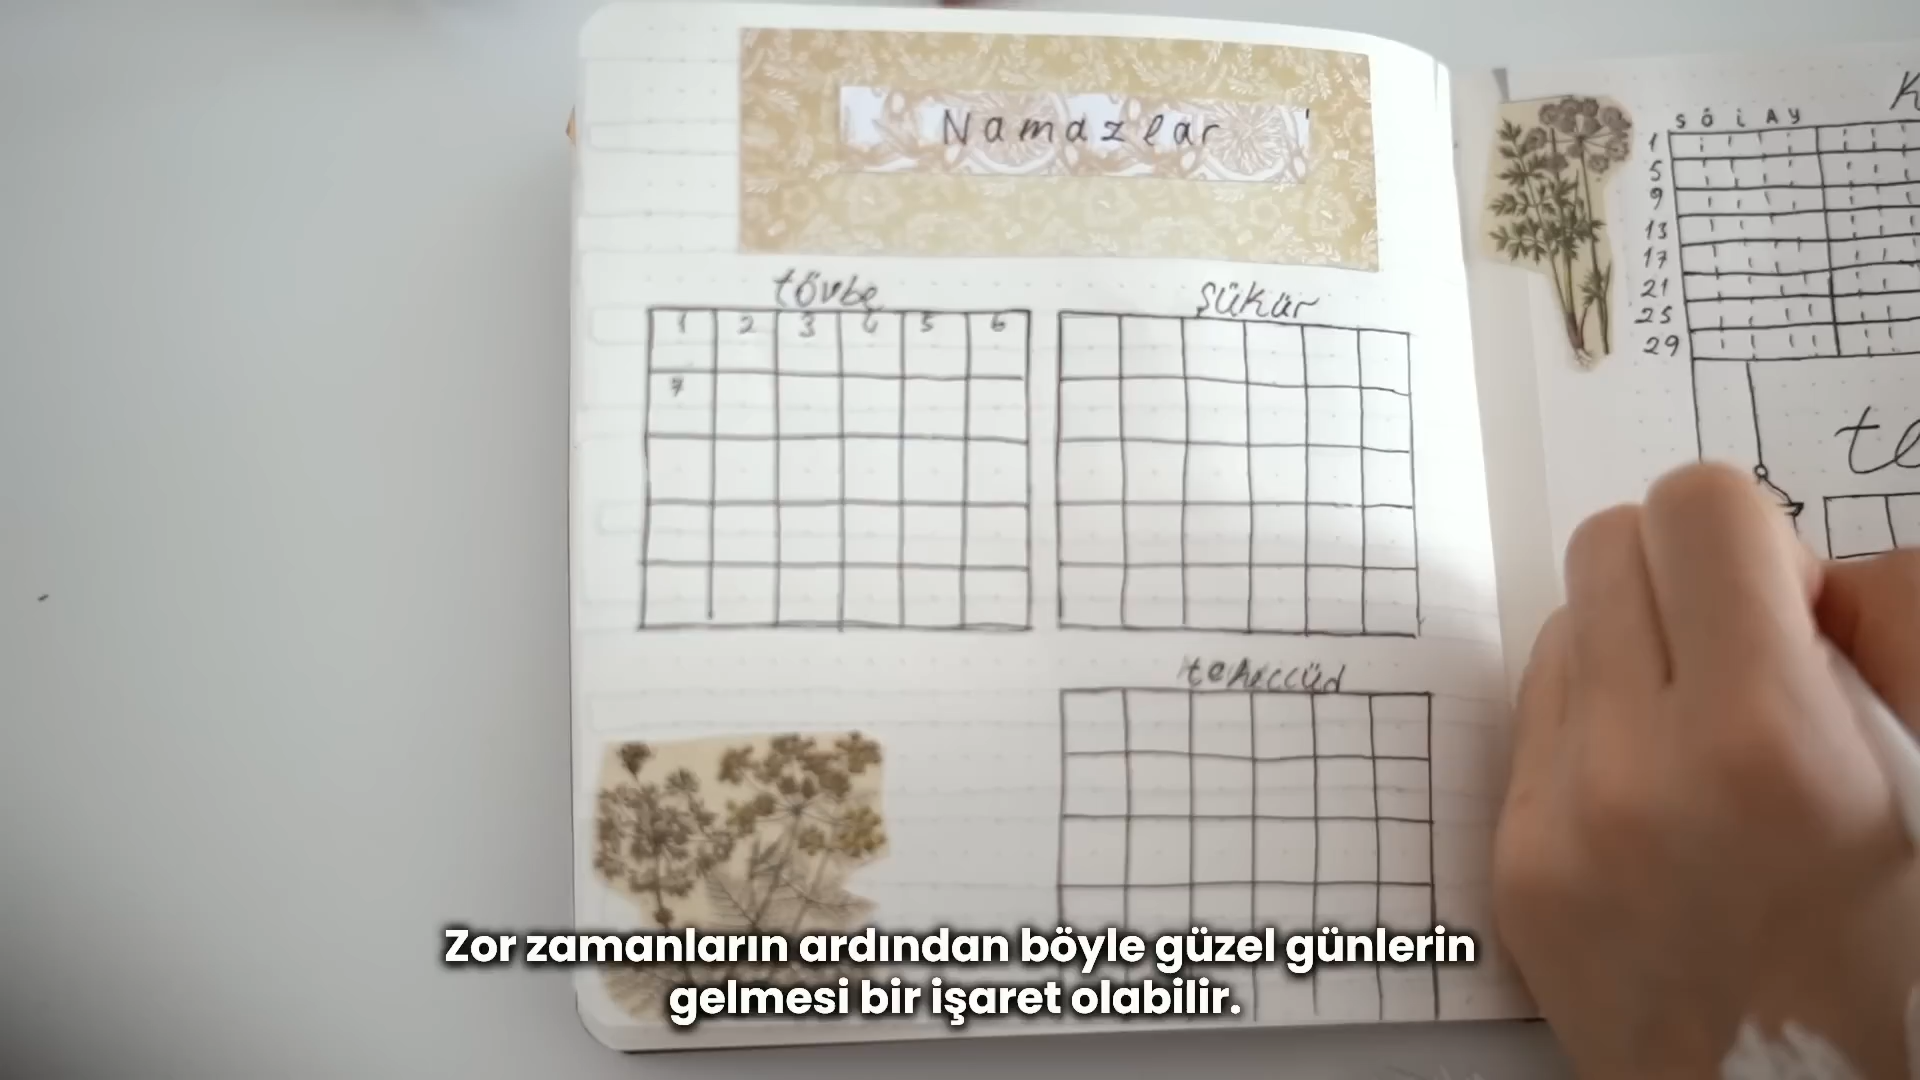 Namazlar
tövbe
1 2 3 4 5 6
7
şükür
teheccüd
S Ö İ A Y
1
5
9
13
17
21
25
29
Zor zamanların ardından böyle güzel günlerin
gelmesi bir işaret olabilir.